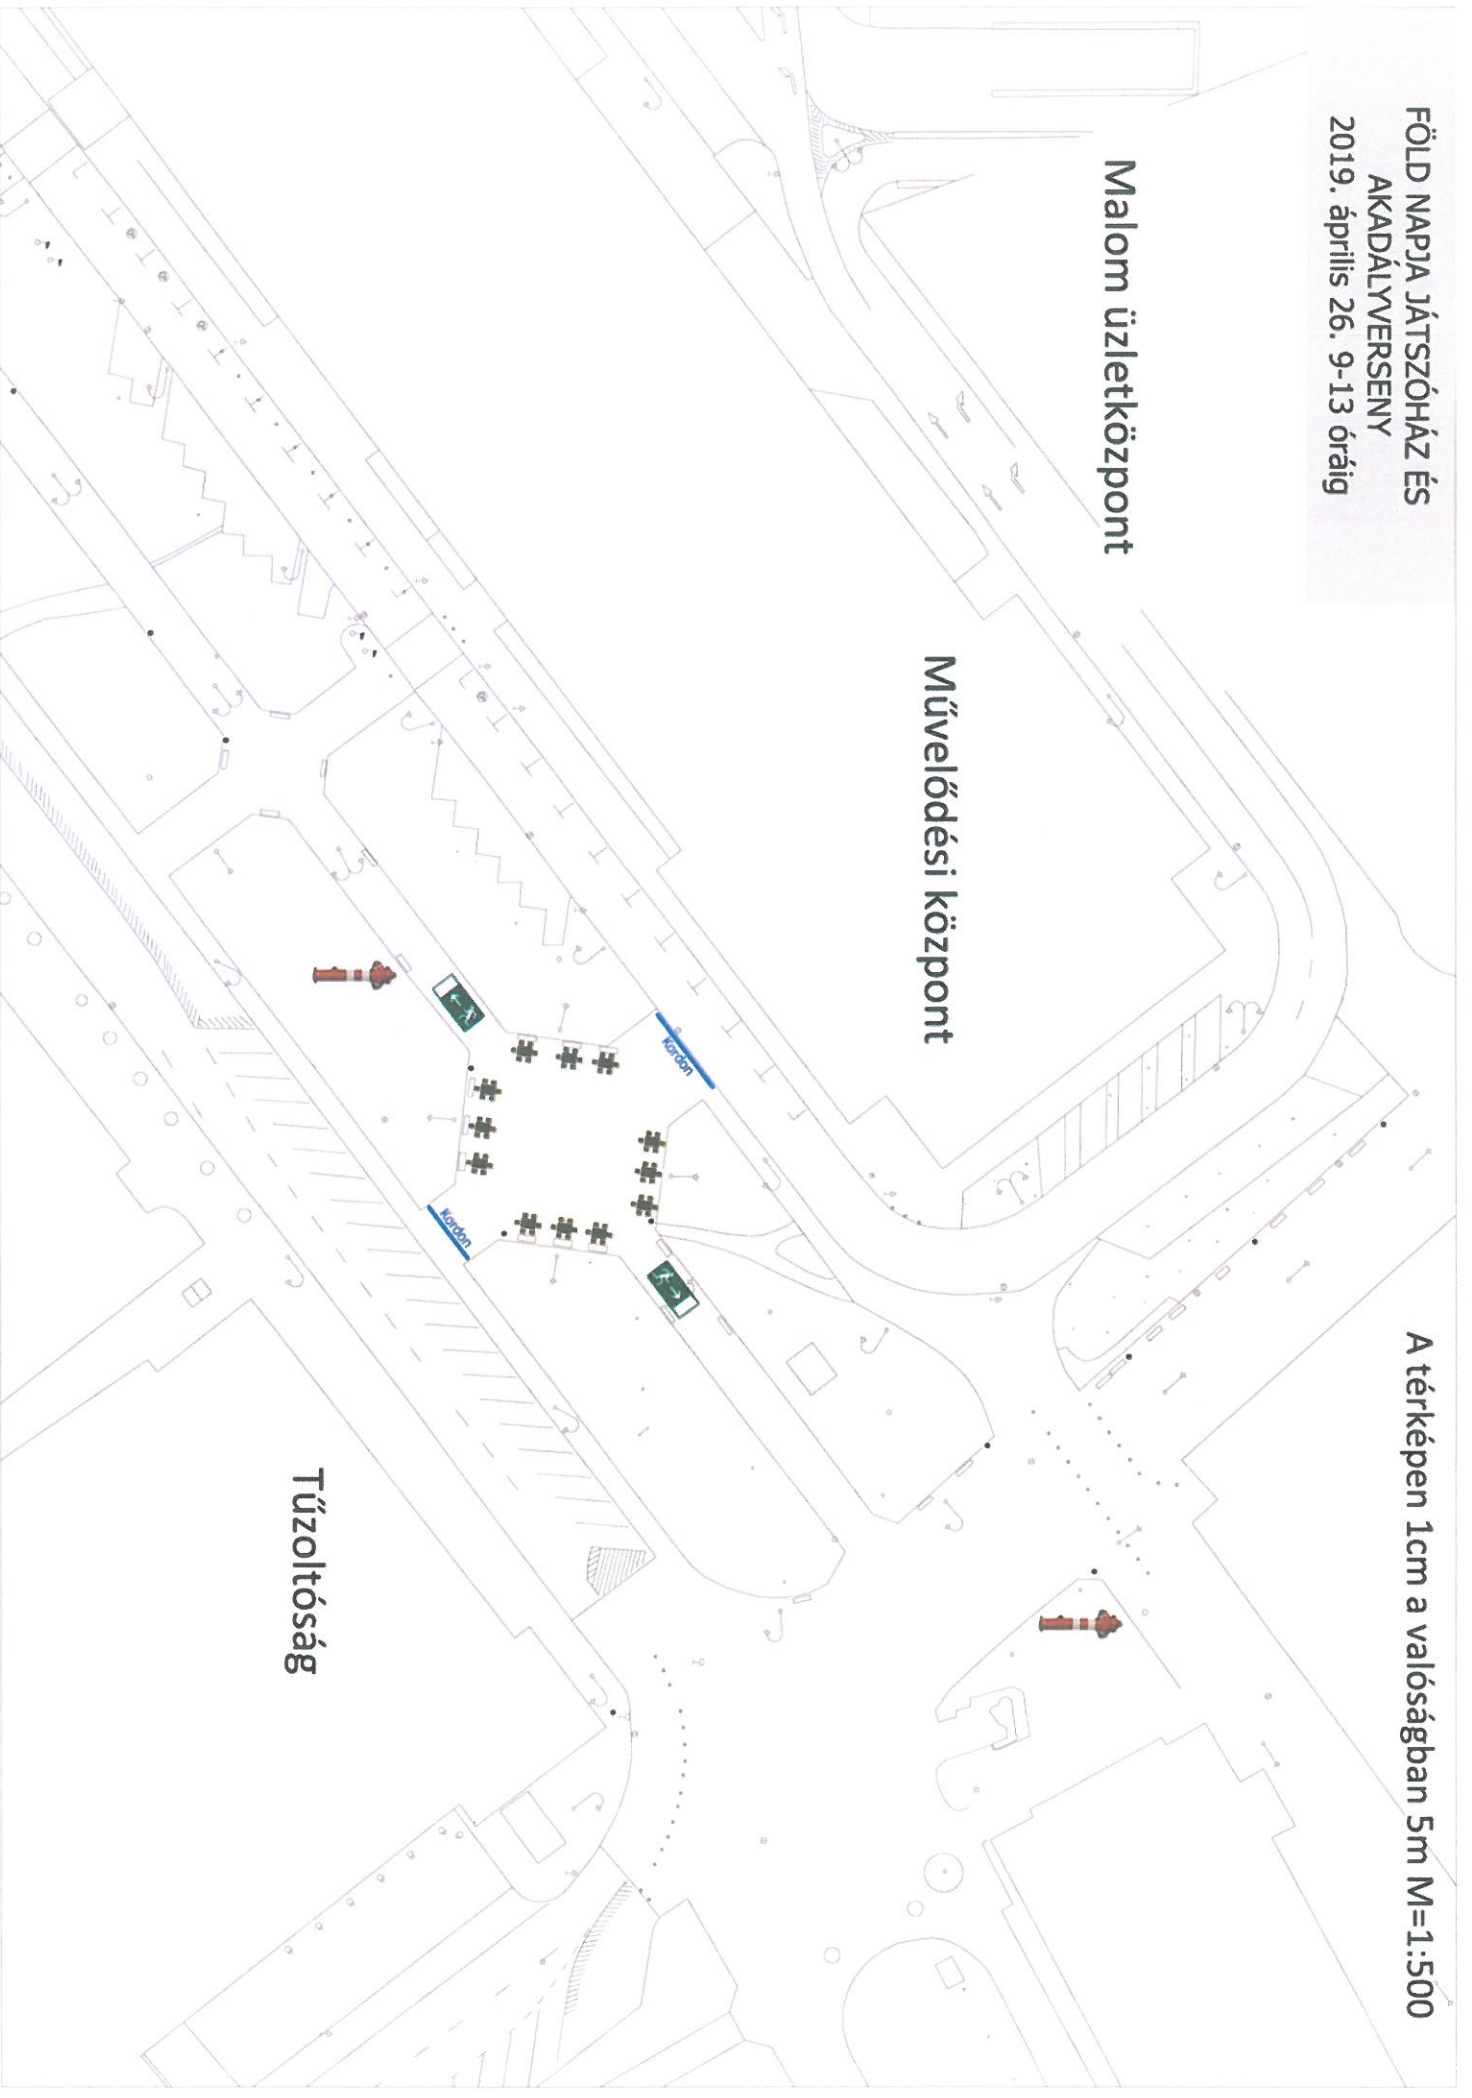 FÖLD NAPJA JÁTSZÓHÁZ ÉS
AKADÁLYVERSENY
2019. április 26. 9-13 óráig
A térképen 1cm a valóságban 5m M=1:500
Malom üzletközpont
Művelődési központ
Kordon
Kordon
Tűzoltóság